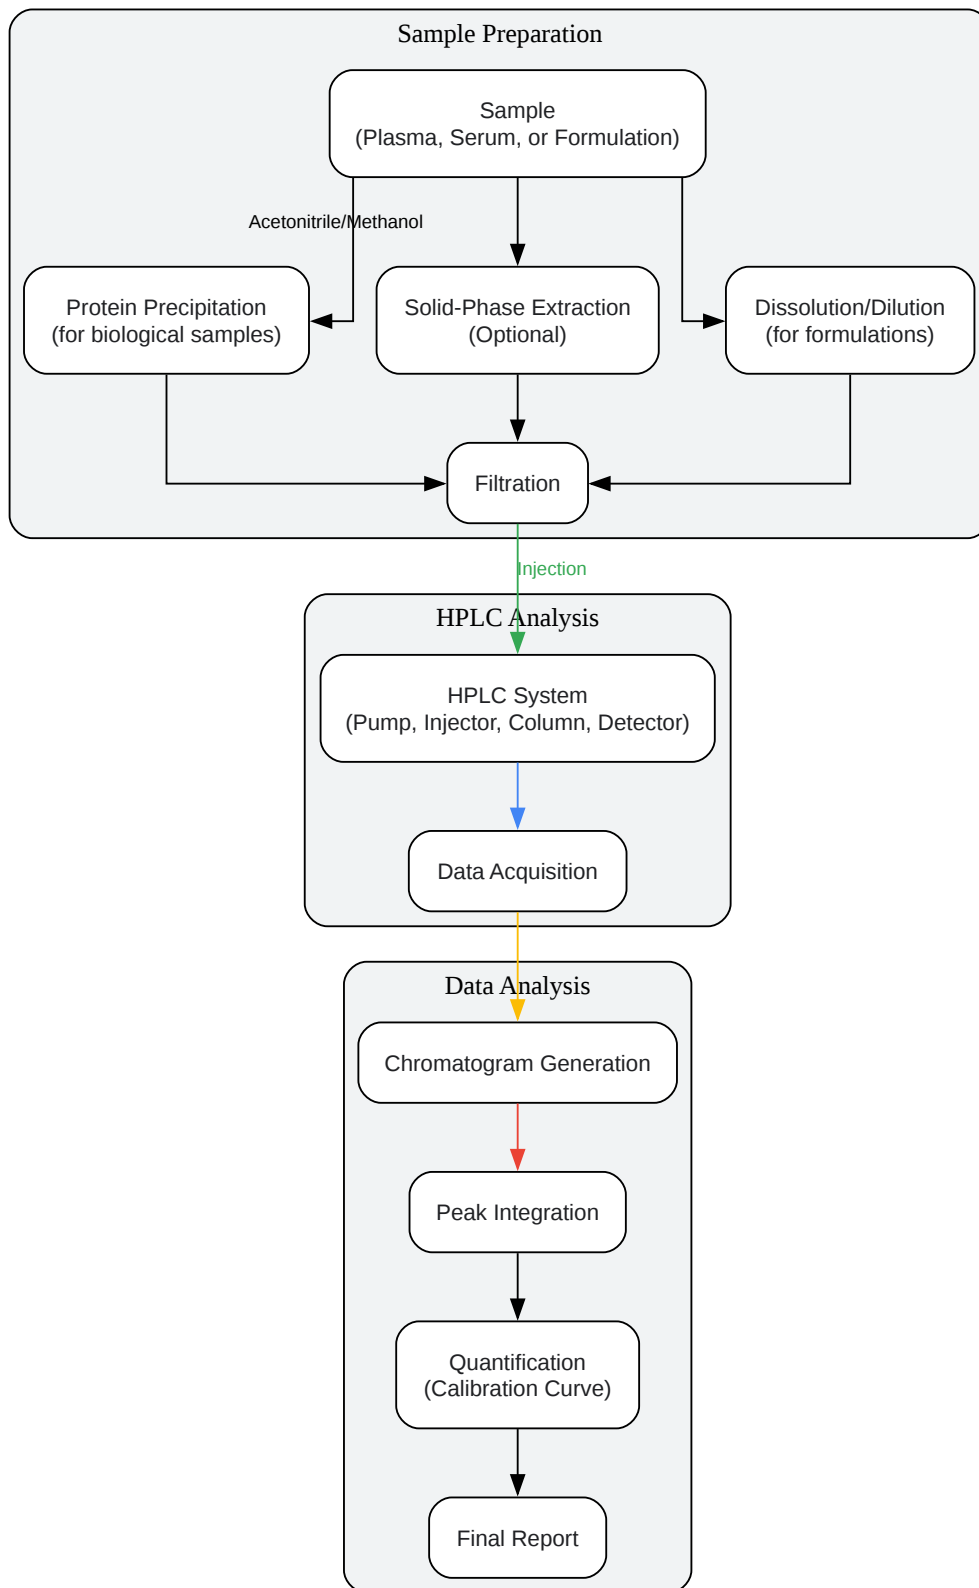 Sample Preparation
Sample
(Plasma, Serum, or Formulation)
Acetonitrile/Methanol
Protein Precipitation
(for biological samples)
Solid-Phase Extraction
(Optional)
Dissolution/Dilution
(for formulations)
Filtration
Injection
HPLC Analysis
HPLC System
(Pump, Injector, Column, Detector)
Data Acquisition
Data Analysis
Chromatogram Generation
Peak Integration
Quantification
(Calibration Curve)
Final Report